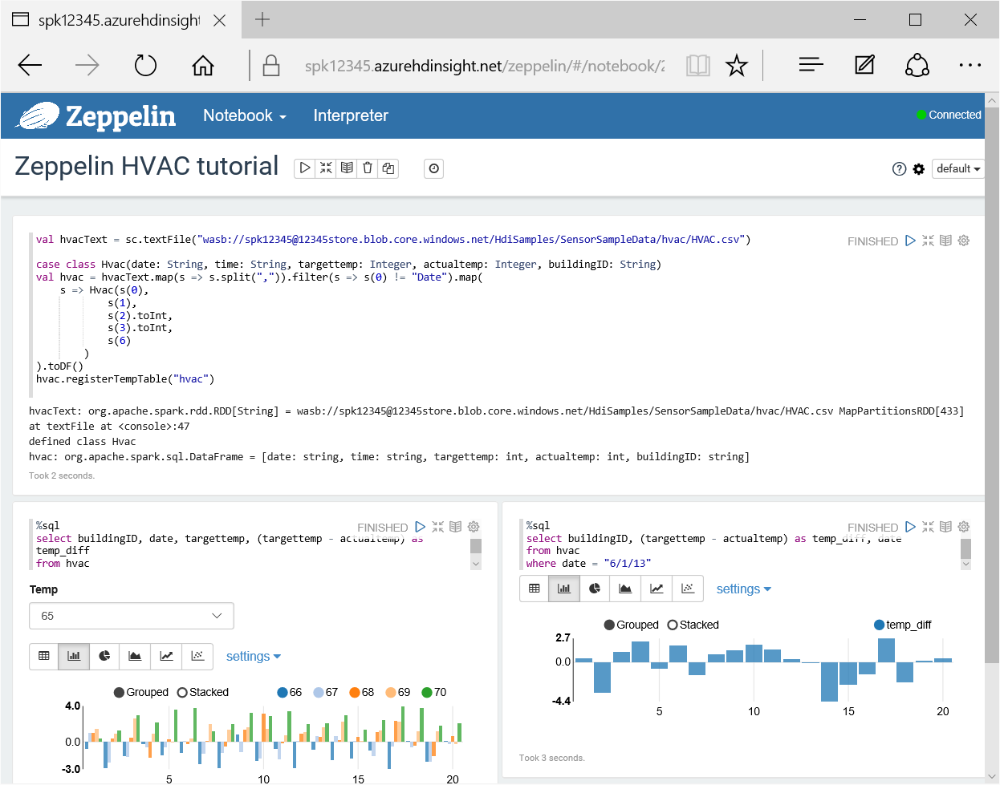 spk12345.azurehdinsight
spk12345.azurehdinsight.net/zeppelin/#/notebook/2
Zeppelin Notebook Interpreter Connected
Zeppelin HVAC tutorial default
val hvacText = sc.textFile("wasb://spk12345@12345store.blob.core.windows.net/HdiSamples/SensorSampleData/hvac/HVAC.csv")
FINISHED
case class Hvac(date: String, time: String, targettemp: Integer, actualtemp: Integer, buildingID: String)
val hvac = hvacText.map(s => s.split(",")).filter(s => s(0) != "Date").map(
s => Hvac(s(0),
s(1),
s(2).toInt,
s(3).toInt,
s(6)
)
).toDF()
hvac.registerTempTable("hvac")
hvacText: org.apache.spark.rdd.RDD[String] = wasb://spk12345@12345store.blob.core.windows.net/HdiSamples/SensorSampleData/hvac/HVAC.csv MapPartitionsRDD[433]
at textFile at <console>:47
defined class Hvac
hvac: org.apache.spark.sql.DataFrame = [date: string, time: string, targettemp: int, actualtemp: int, buildingID: string]
Took 2 seconds.
%sql
FINISHED
select buildingID, date, targettemp, (targettemp - actualtemp) as
temp_diff
from hvac
Temp
65
settings
Grouped Stacked 66 67 68 69 70
4.0
0.0
-3.0
5 10 15 20
%sql
FINISHED
select buildingID, (targettemp - actualtemp) as temp_diff, date
from hvac
where date = "6/1/13"
settings
Grouped Stacked temp_diff
2.7
0.0
-4.4
5 10 15 20
Took 3 seconds.